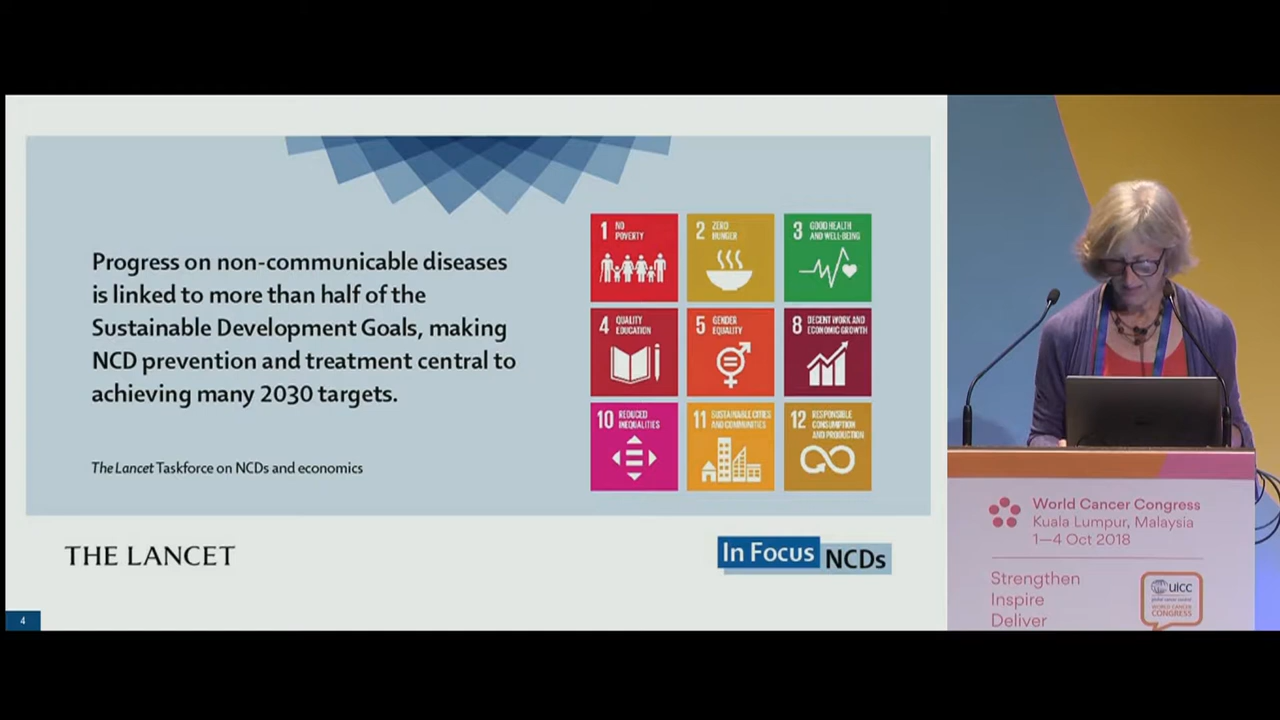 Progress on non-communicable diseases
is linked to more than half of the
Sustainable Development Goals, making
NCD prevention and treatment central to
achieving many 2030 targets.
The Lancet Taskforce on NCDs and economics
1 NO
POVERTY
2 ZERO
HUNGER
3 GOOD HEALTH
AND WELL-BEING
4 QUALITY
EDUCATION
5 GENDER
EQUALITY
8 DECENT WORK AND
ECONOMIC GROWTH
10 REDUCED
INEQUALITIES
11 SUSTAINABLE CITIES
AND COMMUNITIES
12 RESPONSIBLE
CONSUMPTION
AND PRODUCTION
THE LANCET
In Focus
NCDs
4
World Cancer Congress
Kuala Lumpur, Malaysia
1—4 Oct 2018
Strengthen
Inspire
Deliver
uicc
WORLD CANCER
CONGRESS